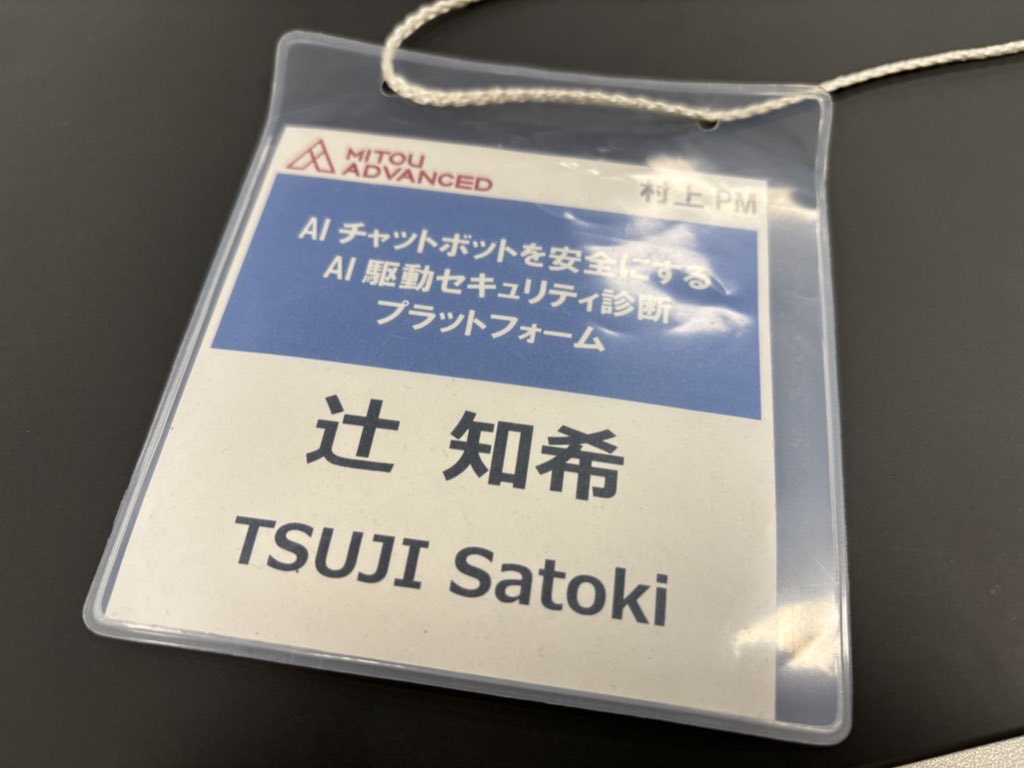 MITOU
ADVANCED
村上 PM
AI チャットボットを安全にする
AI 駆動セキュリティ診断
プラットフォーム
辻 知希
TSUJI Satoki